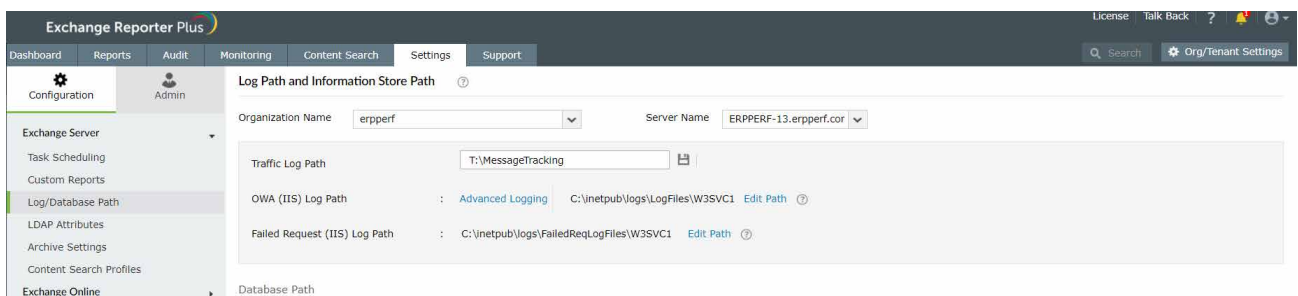 License Talk Back ?
Exchange Reporter Plus
Dashboard Reports Audit Monitoring Content Search Settings Support
Search Org/Tenant Settings
Configuration Admin
Log Path and Information Store Path ?
Organization Name erpperf Server Name ERPPERF-13.erpperf.cor
Exchange Server
Task Scheduling
Custom Reports
Log/Database Path
LDAP Attributes
Archive Settings
Content Search Profiles
Exchange Online
Traffic Log Path T:\MessageTracking
OWA (IIS) Log Path : Advanced Logging C:\inetpub\logs\LogFiles\W3SVC1 Edit Path ?
Failed Request (IIS) Log Path : C:\inetpub\logs\FailedReqLogFiles\W3SVC1 Edit Path ?
Database Path